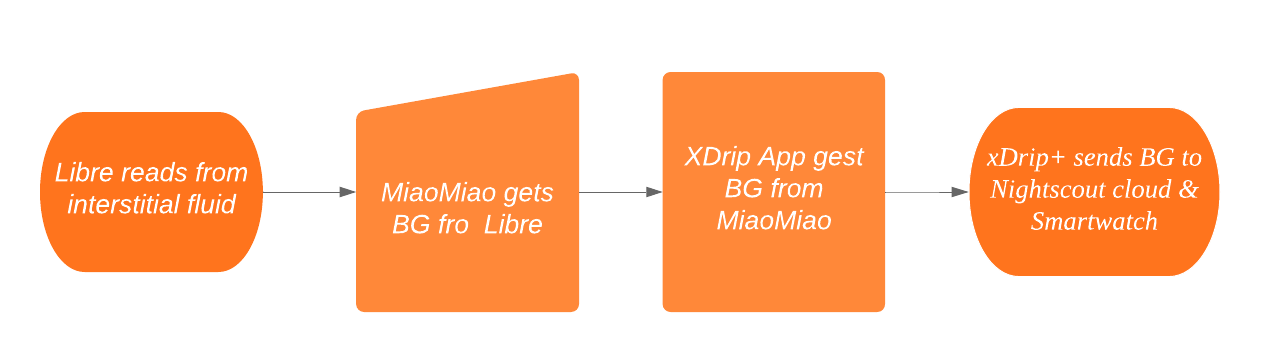 Libre reads from
interstitial fluid
MiaoMiao gets
BG fro  Libre
XDrip App gest
BG from
MiaoMiao
xDrip+ sends BG to
Nightscout cloud &
Smartwatch